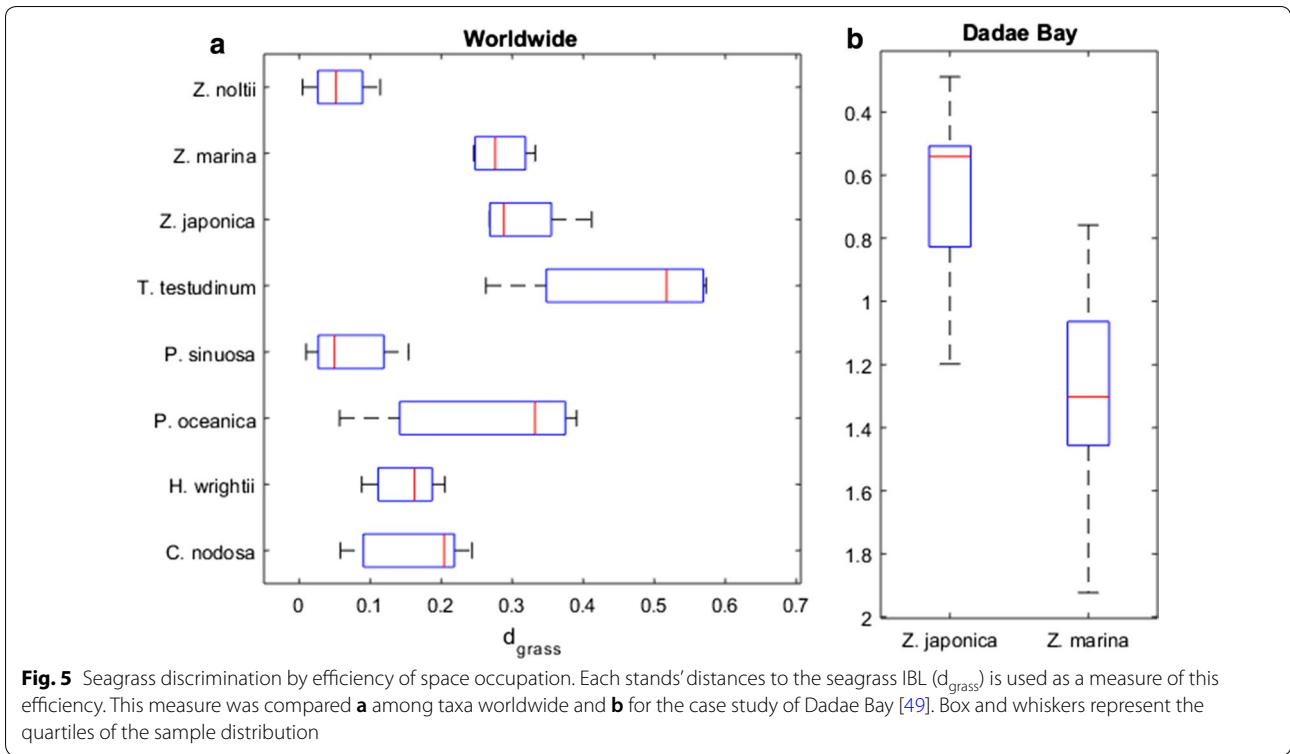 a
Worldwide
Z. noltii
Z. marina
Z. japonica
T. testudinum
P. sinuosa
P. oceanica
H. wrightii
C. nodosa
0 0.1 0.2 0.3 0.4 0.5 0.6 0.7
d_grass
b
Dadae Bay
0.4
0.6
0.8
1
1.2
1.4
1.6
1.8
2
Z. japonica Z. marina
Fig. 5 Seagrass discrimination by efficiency of space occupation. Each stands’ distances to the seagrass IBL (d_grass) is used as a measure of this
efficiency. This measure was compared a among taxa worldwide and b for the case study of Dadae Bay [49]. Box and whiskers represent the
quartiles of the sample distribution